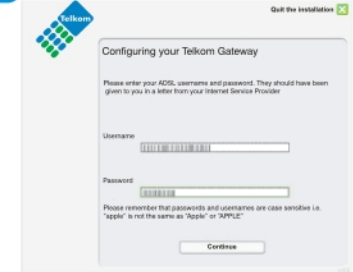 Telkom
Quit the installation
Configuring your Telkom Gateway
Please enter your ADSL username and password. They should have been
given to you in a letter from your Internet Service Provider
Username
Password
Please remember that passwords and usernames are case sensitive i.e.
"apple" is not the same as "Apple" or "APPLE"
Continue